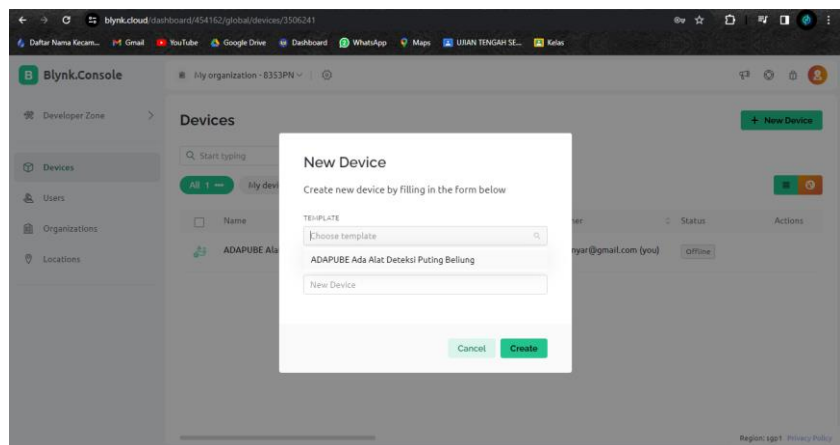 blynk.cloud/dashboard/454162/global/devices/3506241
Daftar Nama Kecam... Gmail YouTube Google Drive Dashboard WhatsApp Maps UJIAN TENGAH SE... Kelas
B Blynk.Console
My organization - 8353PN
Developer Zone
Devices
+ New Device
Start typing
Devices
All 1
My devi
Users
Organizations
Locations
Name
Status
Actions
ADAPUBE Ala
nyar@gmail.com (you)
Offline
New Device
Create new device by filling in the form below
TEMPLATE
Choose template
ADAPUBE Ada Alat Deteksi Puting Beliung
New Device
Cancel
Create
Region: sgp1 Privacy Policy